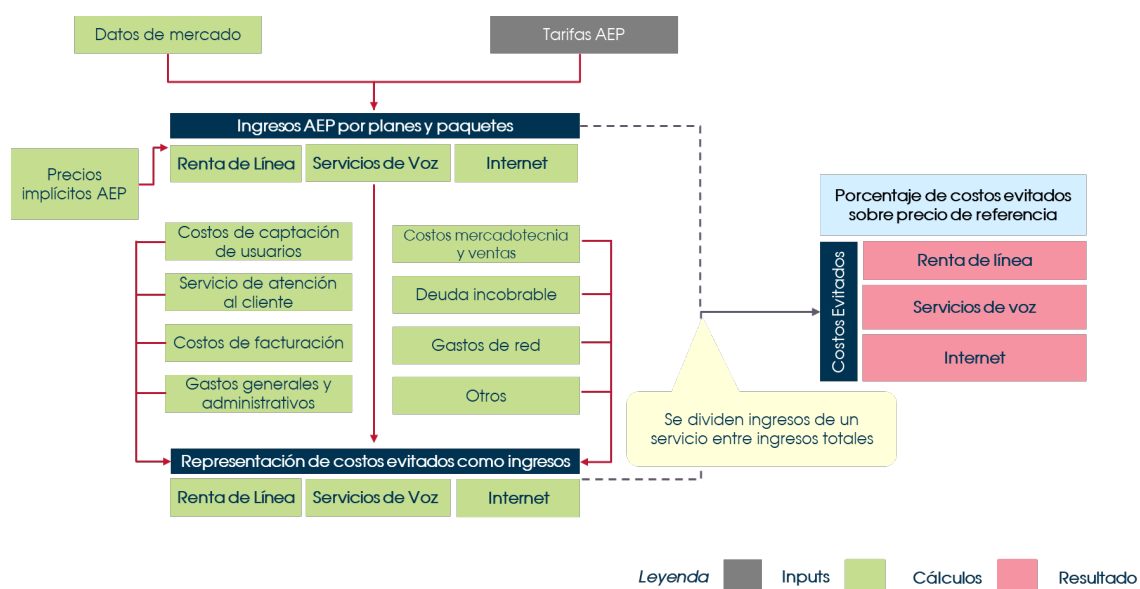 Datos de mercado
Tarifas AEP
Ingresos AEP por planes y paquetes
Precios
implícitos AEP
Renta de Línea
Servicios de Voz
Internet
Costos de captación
de usuarios
Servicio de atención
al cliente
Costos de facturación
Gastos generales y
administrativos
Costos mercadotecnia
y ventas
Deuda incobrable
Gastos de red
Otros
Representación de costos evitados como ingresos
Renta de Línea
Servicios de Voz
Internet
Se dividen ingresos de un
servicio entre ingresos totales
Porcentaje de costos evitados
sobre precio de referencia
Costos Evitados
Renta de línea
Servicios de voz
Internet
Leyenda
Inputs
Cálculos
Resultado